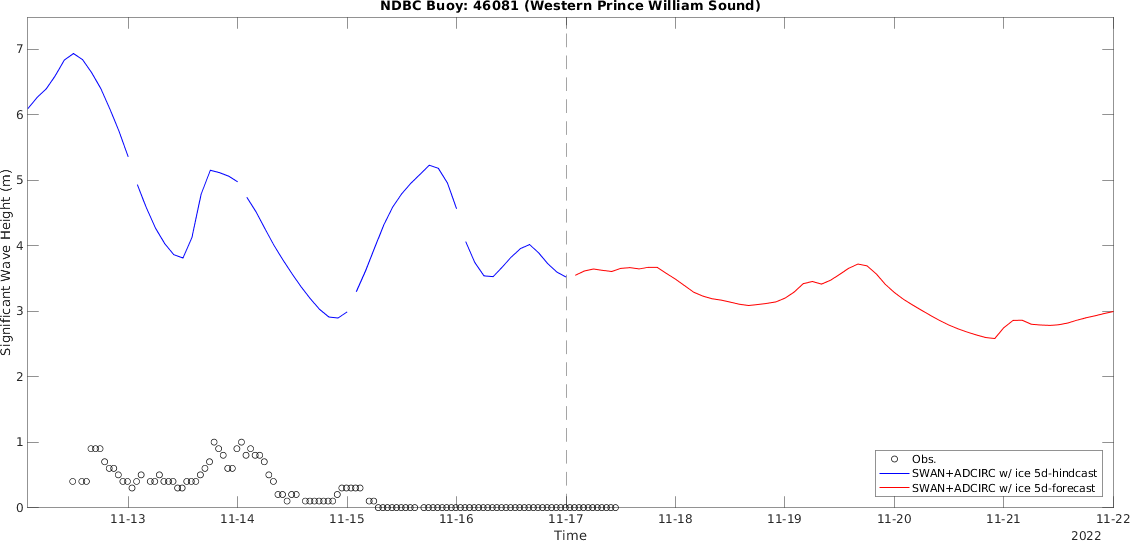 NDBC Buoy: 46081 (Western Prince William Sound)
Significant Wave Height (m)
7
6
5
4
3
2
1
0
Obs.
SWAN+ADCIRC w/ ice 5d-hindcast
SWAN+ADCIRC w/ ice 5d-forecast
11-13 11-14 11-15 11-16 11-17 11-18 11-19 11-20 11-21 11-22
Time
2022